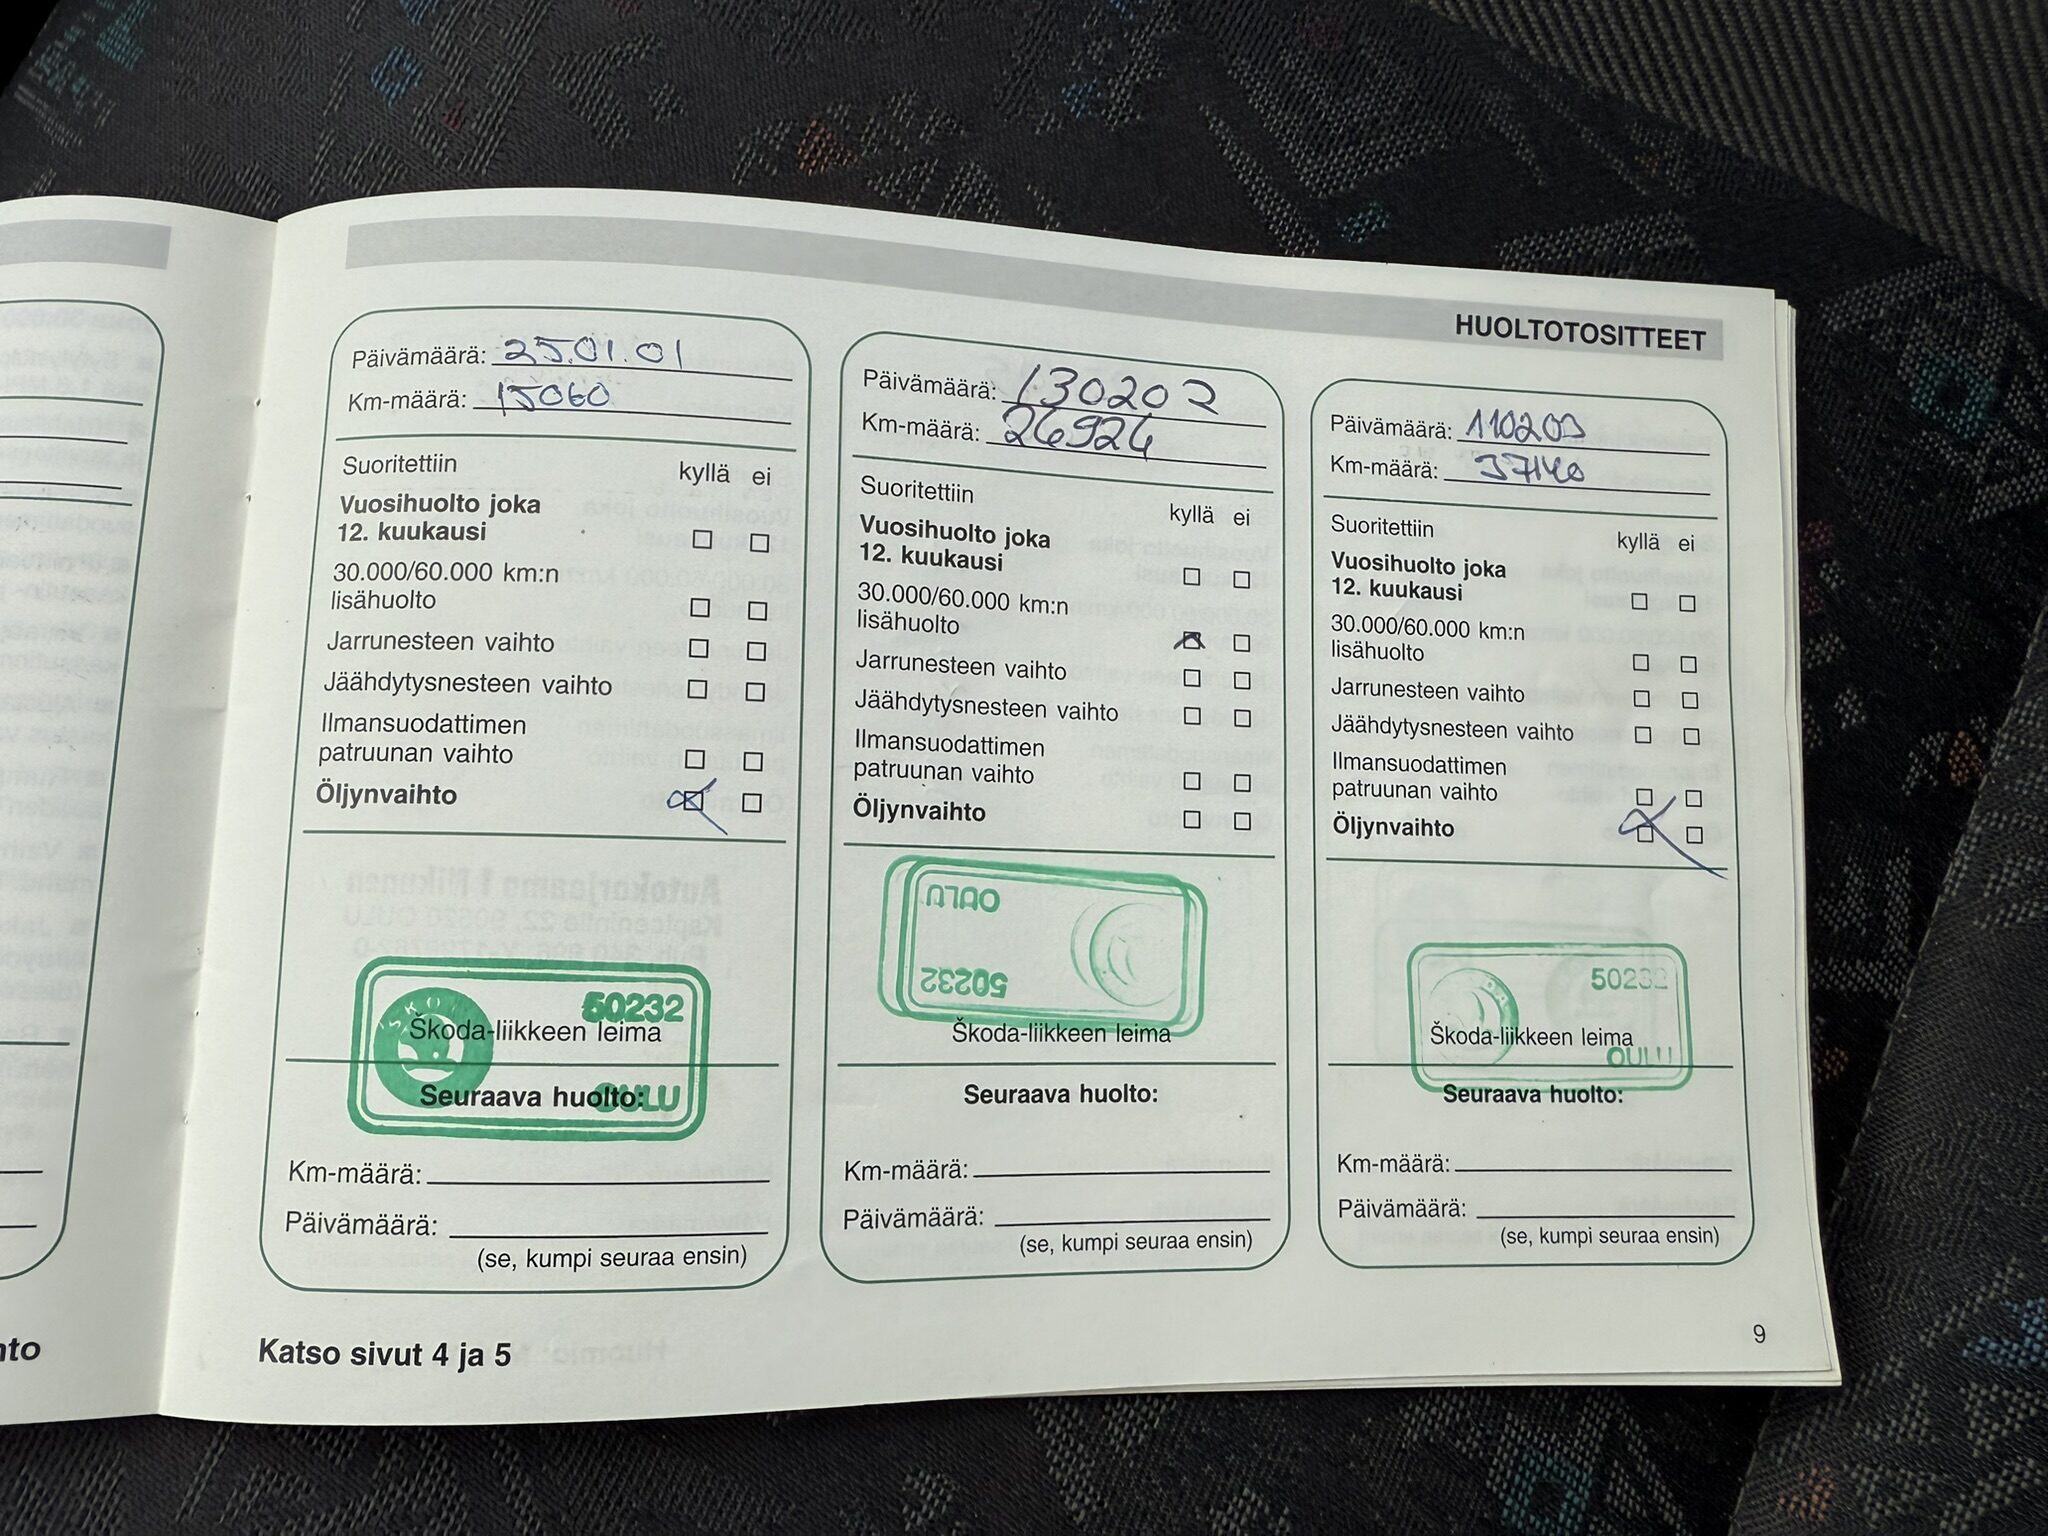 HUOLTOTOSITTEET
Päivämäärä: 25.01.01
Km-määrä: 15060
Suoritettiin
kyllä ei
Vuosihuolto joka
12. kuukausi
30.000/60.000 km:n
lisähuolto
Jarrunesteen vaihto
Jäähdytysnesteen vaihto
Ilmansuodattimen
patruunan vaihto
Öljynvaihto
50232
Škoda-liikkeen leima
SKO
Seuraava huolto:
OULU
Km-määrä:
Päivämäärä:
(se, kumpi seuraa ensin)
Päivämäärä: 130202
Km-määrä: 26924
Suoritettiin
kyllä ei
Vuosihuolto joka
12. kuukausi
30.000/60.000 km:n
lisähuolto
Jarrunesteen vaihto
Jäähdytysnesteen vaihto
Ilmansuodattimen
patruunan vaihto
Öljynvaihto
OULU
50232
Škoda-liikkeen leima
Seuraava huolto:
Km-määrä:
Päivämäärä:
(se, kumpi seuraa ensin)
Päivämäärä: 110203
Km-määrä: 37140
Suoritettiin
kyllä ei
Vuosihuolto joka
12. kuukausi
30.000/60.000 km:n
lisähuolto
Jarrunesteen vaihto
Jäähdytysnesteen vaihto
Ilmansuodattimen
patruunan vaihto
Öljynvaihto
50232
Škoda-liikkeen leima
OULU
Seuraava huolto:
Km-määrä:
Päivämäärä:
(se, kumpi seuraa ensin)
Katso sivut 4 ja 5
9